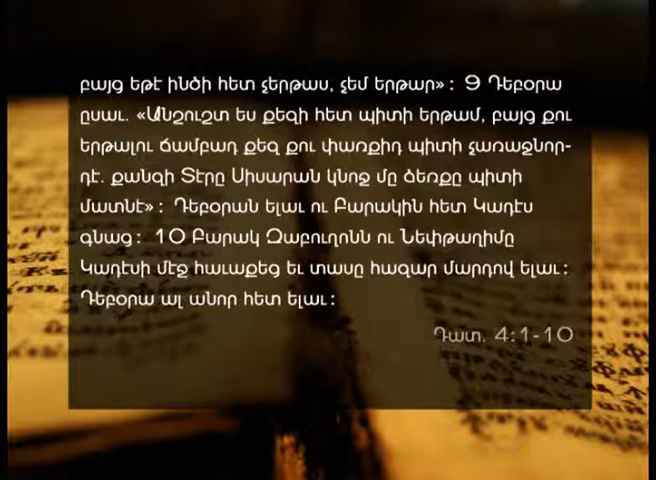 բայց եթէ ինծի հետ չերթաս, չեմ երթար»։ 9 Դեբօրա
ըսաւ. «Անշուշտ ես քեզի հետ պիտի երթամ, բայց քու
երթալու ճամբադ քեզ քու փառքիդ պիտի չառաջնոր-
դէ. քանզի Տէրը Սիսարան կնոջ մը ձեռքը պիտի
մատնէ»։ Դեբօրան ելաւ ու Բարակին հետ Կադէս
գնաց։ 10 Բարակ Զաբուղոնն ու Նեփթաղիմը
Կադէսի մէջ հաւաքեց եւ տասը հազար մարդով ելաւ։
Դեբօրա ալ անոր հետ ելաւ։
Դատ. 4:1-10